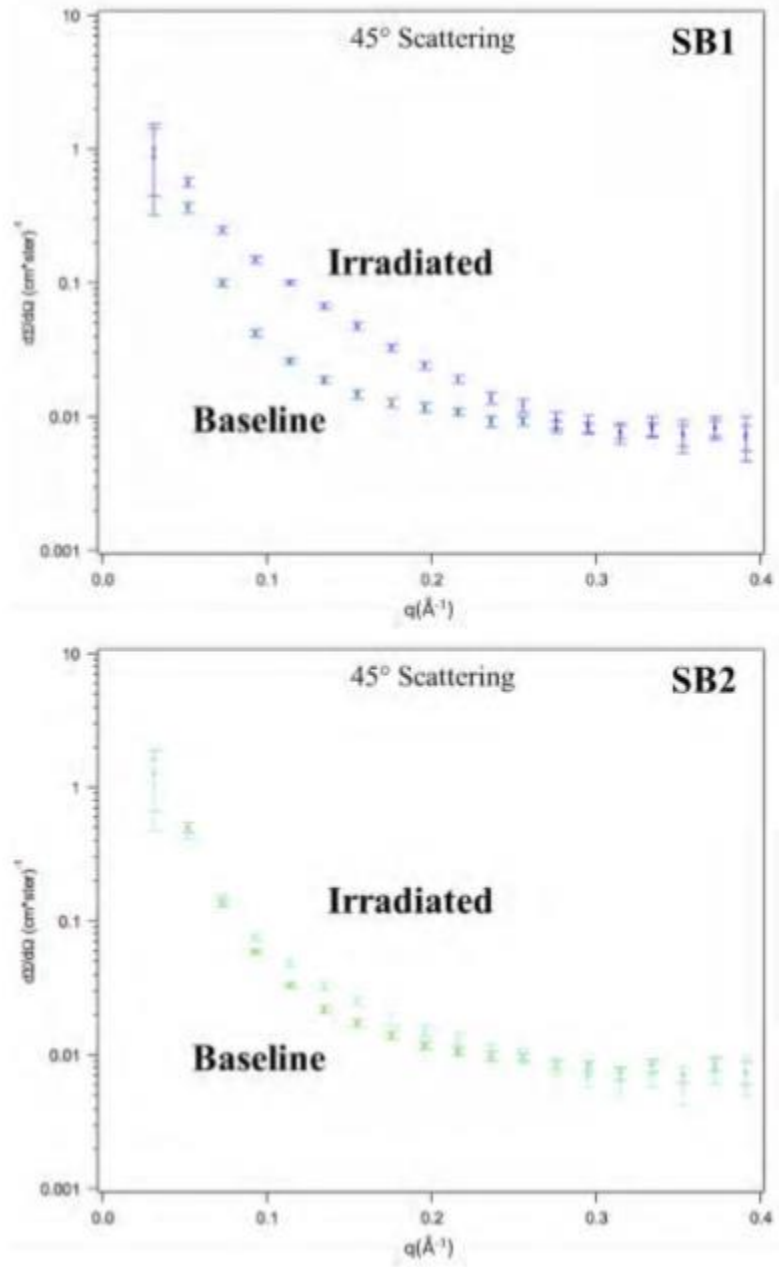 10
45° Scattering
SB1
1
Irradiated
0.1
dΣ/dΩ (cm*ster)⁻¹
Baseline
0.01
0.001
0.0 0.1 0.2 0.3 0.4
q(Å⁻¹)
10
45° Scattering
SB2
1
Irradiated
0.1
dΣ/dΩ (cm*ster)⁻¹
Baseline
0.01
0.001
0.0 0.1 0.2 0.3 0.4
q(Å⁻¹)